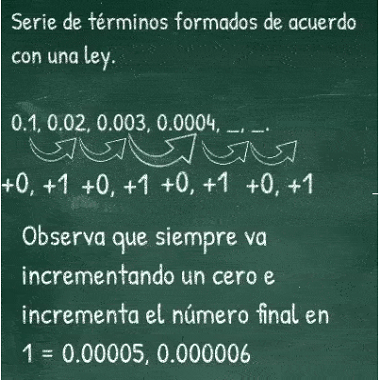 Serie de términos formados de acuerdo
con una ley.
0.1, 0.02, 0.003, 0.0004, _, _.
+0, +1 +0, +1 +0, +1 +0, +1
Observa que siempre va
incrementando un cero e
incrementa el número final en
1 = 0.00005, 0.000006